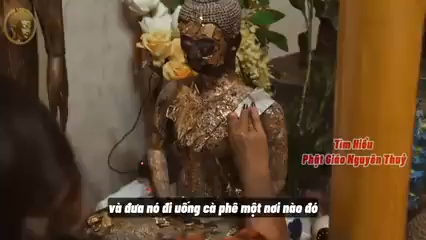 Tìm Hiểu
Phật Giáo Nguyên Thuỷ
và đưa nó đi uống cà phê một nơi nào đó